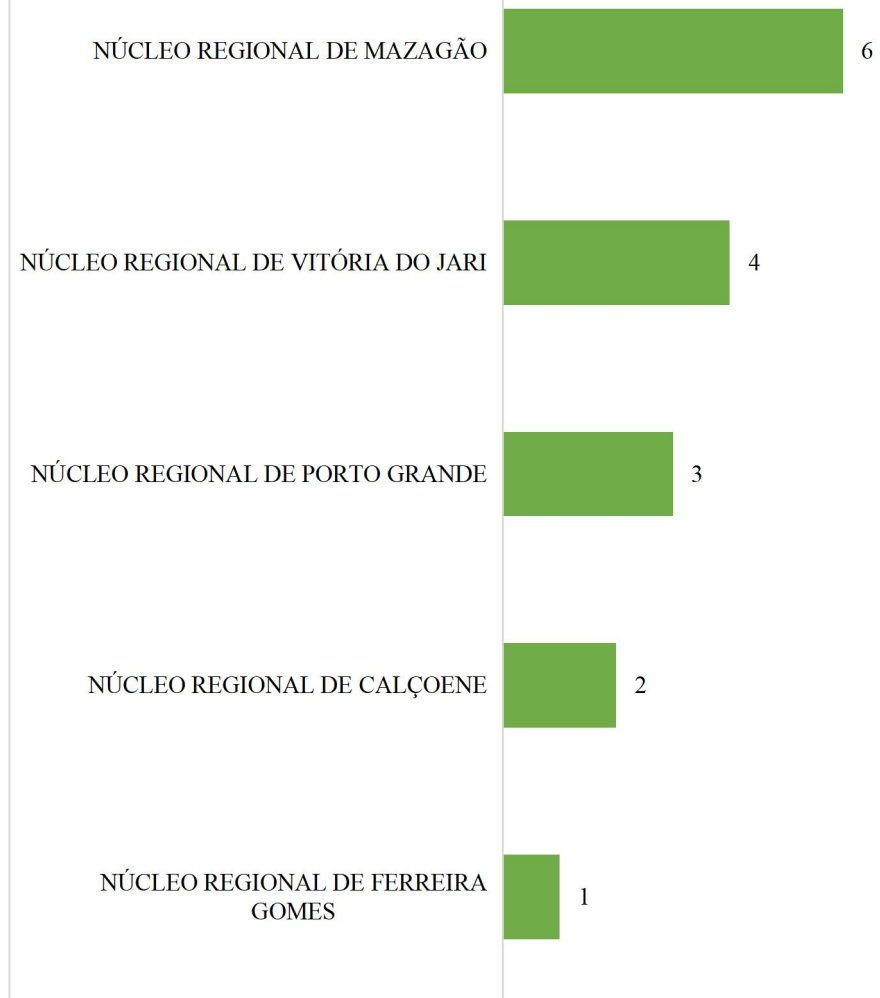 NÚCLEO REGIONAL DE MAZAGÃO 6
NÚCLEO REGIONAL DE VITÓRIA DO JARI 4
NÚCLEO REGIONAL DE PORTO GRANDE 3
NÚCLEO REGIONAL DE CALÇOENE 2
NÚCLEO REGIONAL DE FERREIRA
GOMES 1